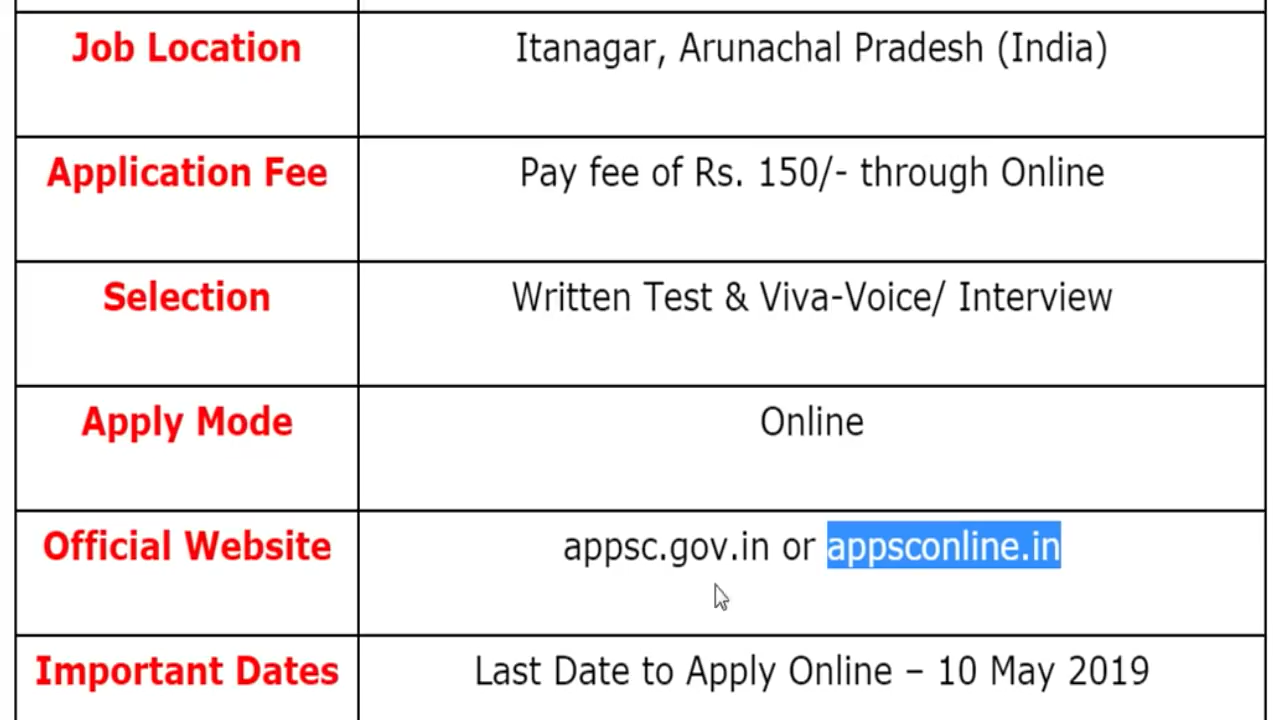 Job Location Itanagar, Arunachal Pradesh (India)
Application Fee Pay fee of Rs. 150/- through Online
Selection Written Test & Viva-Voice/ Interview
Apply Mode Online
Official Website appsc.gov.in or appsconline.in
Important Dates Last Date to Apply Online – 10 May 2019